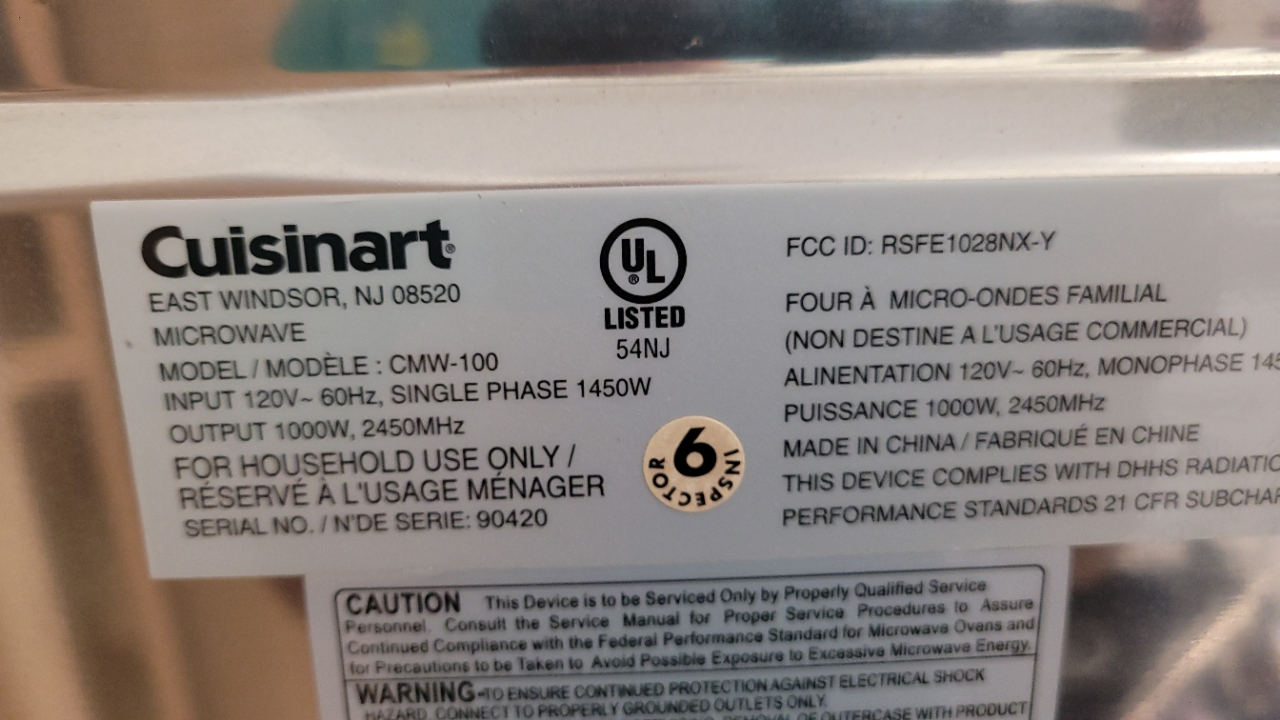 Cuisinart®
EAST WINDSOR, NJ 08520
MICROWAVE
MODEL / MODÈLE : CMW-100
INPUT 120V~ 60Hz, SINGLE PHASE 1450W
OUTPUT 1000W, 2450MHz
FOR HOUSEHOLD USE ONLY /
RÉSERVÉ À L'USAGE MÉNAGER
SERIAL NO. / N'DE SERIE: 90420
UL
®
LISTED
54NJ
6
INSPECTOR
FCC ID: RSFE1028NX-Y
FOUR À MICRO-ONDES FAMILIAL
(NON DESTINE A L'USAGE COMMERCIAL)
ALINENTATION 120V~ 60Hz, MONOPHASE
PUISSANCE 1000W, 2450MHz
MADE IN CHINA / FABRIQUÉ EN CHINE
THIS DEVICE COMPLIES WITH DHHS
PERFORMANCE STANDARDS 21 CFR
CAUTION This Device is to be Serviced Only by Properly Qualified Service
Personnel. Consult the Service Manual for Proper Service Procedures to Assure
Continued Compliance with the Federal Performance Standard for Microwave Ovens and
for Precautions to be Taken to Avoid Possible Exposure to Excessive Microwave Energy.
WARNING-TO ENSURE CONTINUED PROTECTION AGAINST ELECTRICAL SHOCK
HAZARD, CONNECT TO PROPERLY GROUNDED OUTLETS ONLY.
REMOVAL OF OUTERCASE WITH PRODUCT